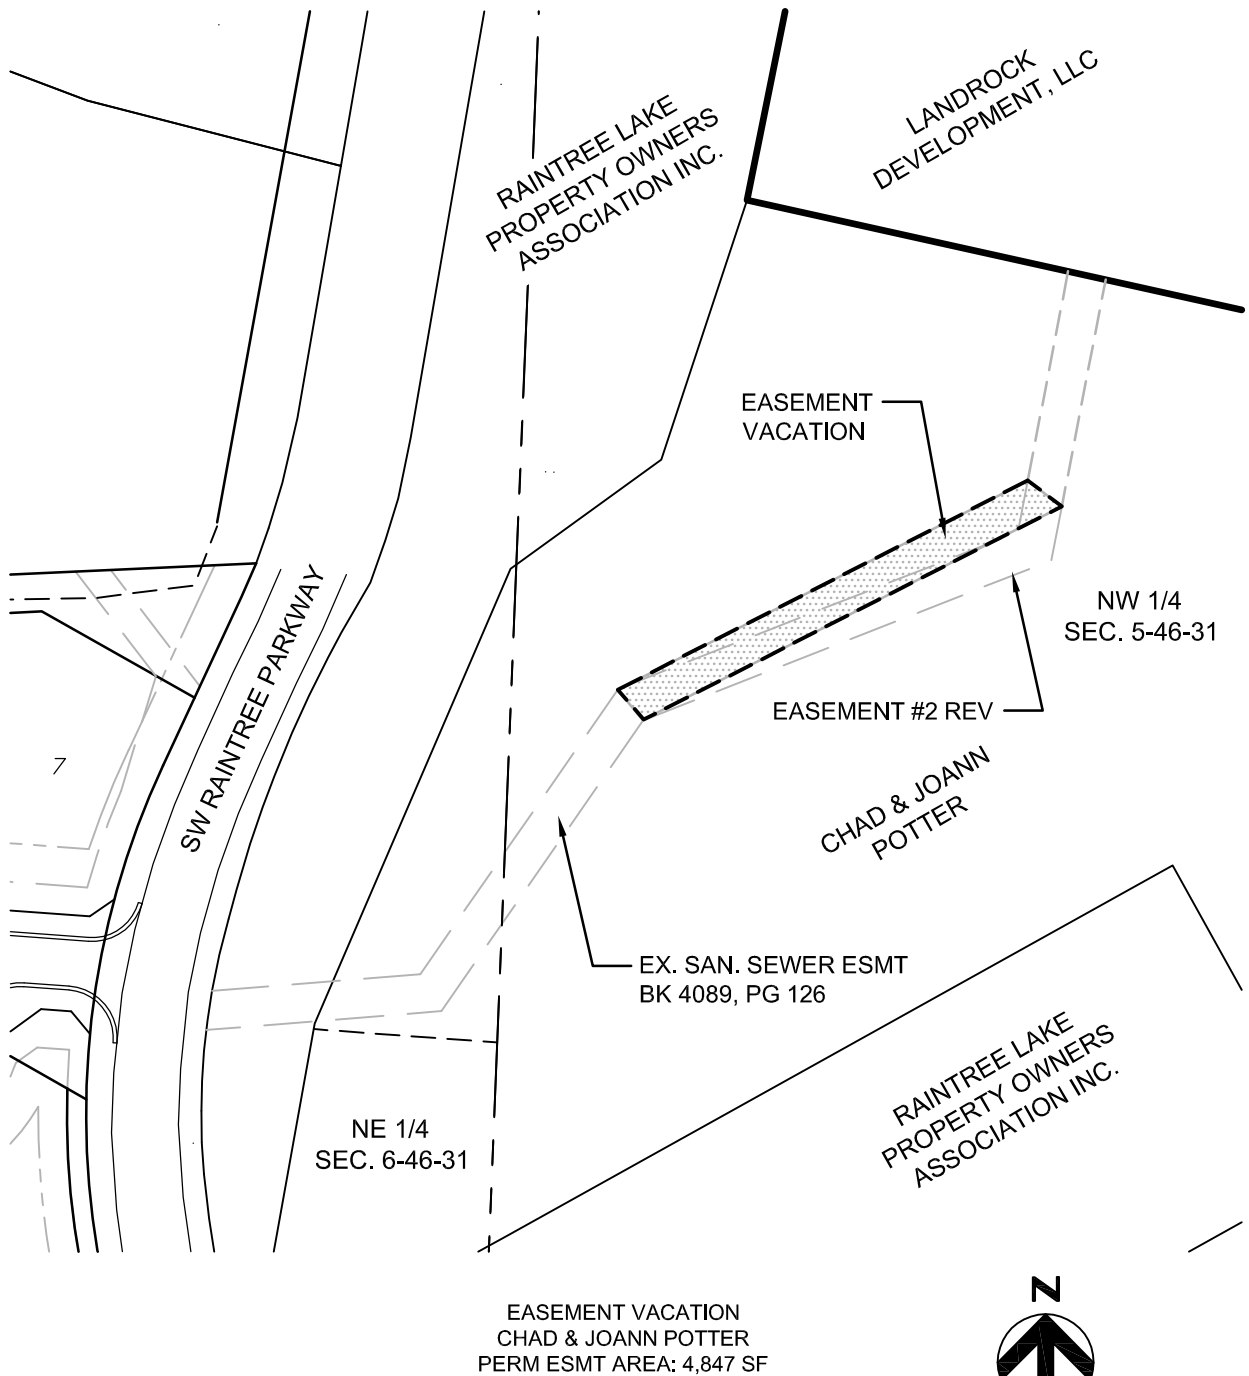 LANDROCK
DEVELOPMENT, LLC
RAINTREE LAKE
PROPERTY OWNERS
ASSOCIATION INC.
EASEMENT
VACATION
NW 1/4
SEC. 5-46-31
SW RAINTREE PARKWAY
EASEMENT #2 REV
7
CHAD & JOANN
POTTER
EX. SAN. SEWER ESMT
BK 4089, PG 126
RAINTREE LAKE
PROPERTY OWNERS
ASSOCIATION INC.
NE 1/4
SEC. 6-46-31
N
EASEMENT VACATION
CHAD & JOANN POTTER
PERM ESMT AREA: 4,847 SF